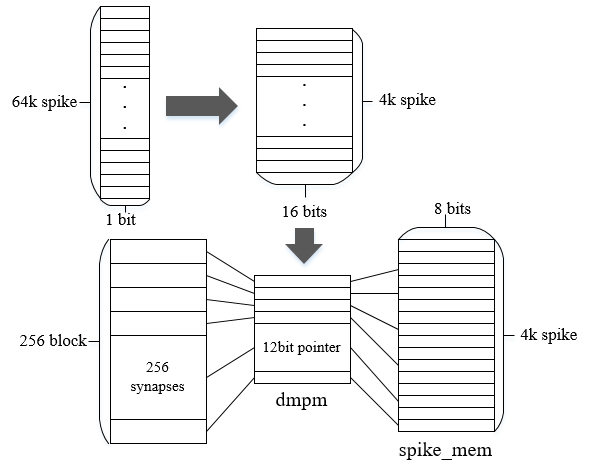 64k spike
4k spike
1 bit
16 bits
8 bits
256 block
256
synapses
12bit pointer
dmpm
4k spike
spike_mem